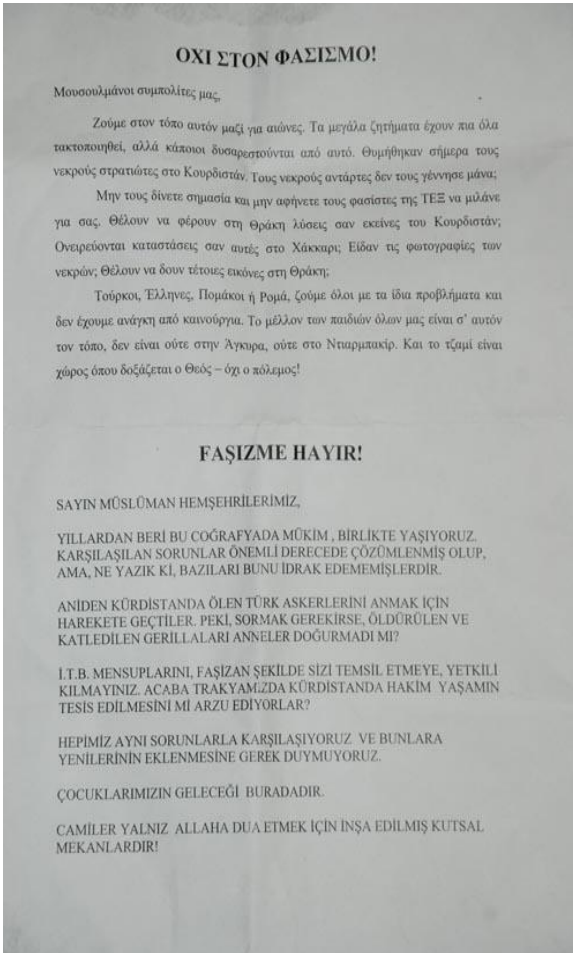 ΟΧΙ ΣΤΟΝ ΦΑΣΙΣΜΟ!
Μουσουλμάνοι συμπολίτες μας,
Ζούμε στον τόπο αυτόν μαζί για αιώνες. Τα μεγάλα ζητήματα έχουν πια όλα
τακτοποιηθεί, αλλά κάποιοι δυσαρεστούνται από αυτό. Θυμήθηκαν σήμερα τους
νεκρούς στρατιώτες στο Κουρδιστάν. Τους νεκρούς αντάρτες δεν τους γέννησε μάνα;
Μην τους δίνετε σημασία και μην αφήνετε τους φασίστες της ΤΕΞ να μιλάνε
για σας. Θέλουν να φέρουν στη Θράκη λύσεις σαν εκείνες του Κουρδιστάν;
Ονειρεύονται καταστάσεις σαν αυτές στο Χάκκαρι; Είδαν τις φωτογραφίες των
νεκρών; Θέλουν να δουν τέτοιες εικόνες στη Θράκη;
Τούρκοι, Έλληνες, Πομάκοι ή Ρομά, ζούμε όλοι με τα ίδια προβλήματα και
δεν έχουμε ανάγκη από καινούργια. Το μέλλον των παιδιών όλων μας είναι σ' αυτόν
τον τόπο, δεν είναι ούτε στην Άγκυρα, ούτε στο Ντιαρμπακίρ. Και το τζαμί είναι
χώρος όπου δοξάζεται ο Θεός – όχι ο πόλεμος!
FAŞIZME HAYIR!
SAYIN MÜSLÜMAN HEMŞEHRİLERİMİZ,
YILLARDAN BERİ BU COĞRAFYADA MÜKİM , BİRLİKTE YAŞIYORUZ.
KARŞILAŞILAN SORUNLAR ÖNEMLİ DERECEDE ÇÖZÜMLENMİŞ OLUP,
AMA, NE YAZIK Kİ, BAZILARI BUNU İDRAK EDEMEMİŞLERDİR.
ANİDEN KÜRDİSTANDA ÖLEN TÜRK ASKERLERİNİ ANMAK İÇİN
HAREKETE GEÇTİLER. PEKİ, SORMAK GEREKİRSE, ÖLDÜRÜLEN VE
KATLEDİLEN GERİLLALARI ANNELER DOĞURMADI MI?
İ.T.B. MENSUPLARINI, FAŞİZAN ŞEKİLDE SİZİ TEMSİL ETMEYE, YETKİLİ
KILMAYINIZ. ACABA TRAKYAMIZDA KÜRDİSTANDA HAKİM YAŞAMIN
TESİS EDİLMESİNİ Mİ ARZU EDİYORLAR?
HEPİMİZ AYNI SORUNLARLA KARŞILAŞIYORUZ VE BUNLARA
YENİLERİNİN EKLENMESİNE GEREK DUYMUYORUZ.
ÇOCUKLARIMIZIN GELECEĞİ BURADADIR.
CAMİLER YALNIZ ALLAHA DUA ETMEK İÇİN İNŞA EDİLMIŞ KUTSAL
MEKANLARDIR!